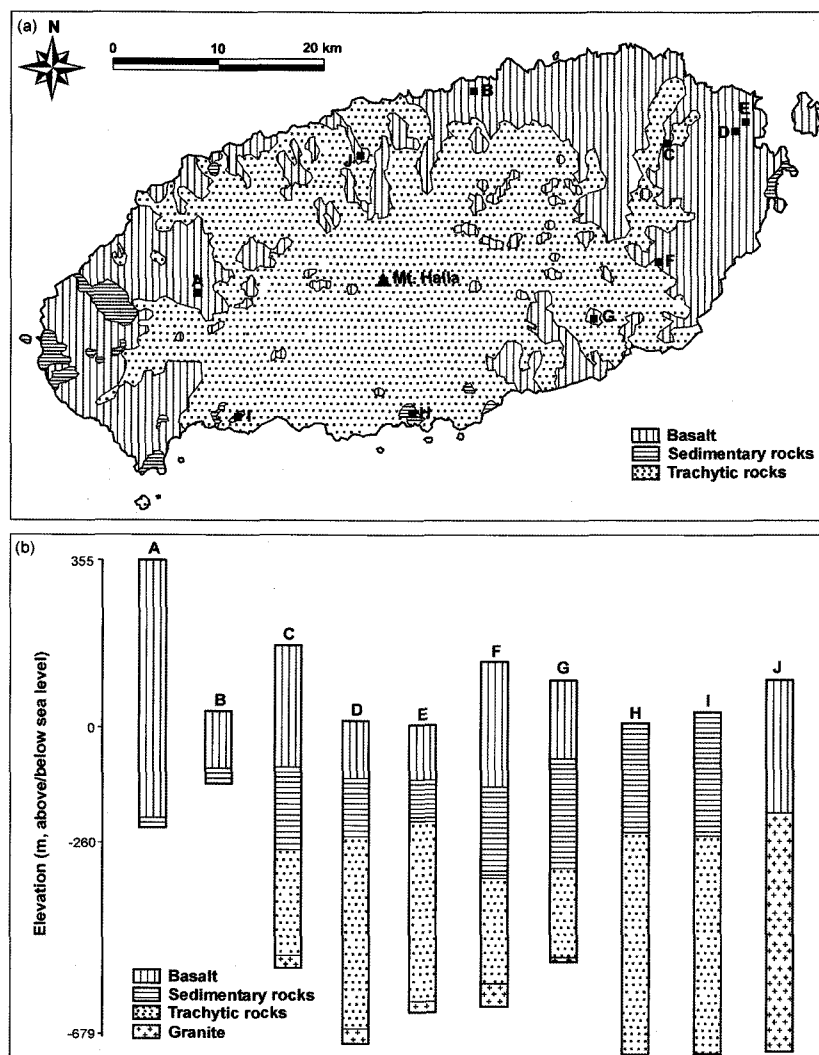 (a)
N
0 10 20 km
B
E
D
C
J
F
A
Mt. Halla
G
I
H
Basalt
Sedimentary rocks
Trachytic rocks
(b)
A
355
C
F
G
J
B
I
D
E
H
0
-260
-679
Elevation (m, above/below sea level)
Basalt
Sedimentary rocks
Trachytic rocks
Granite